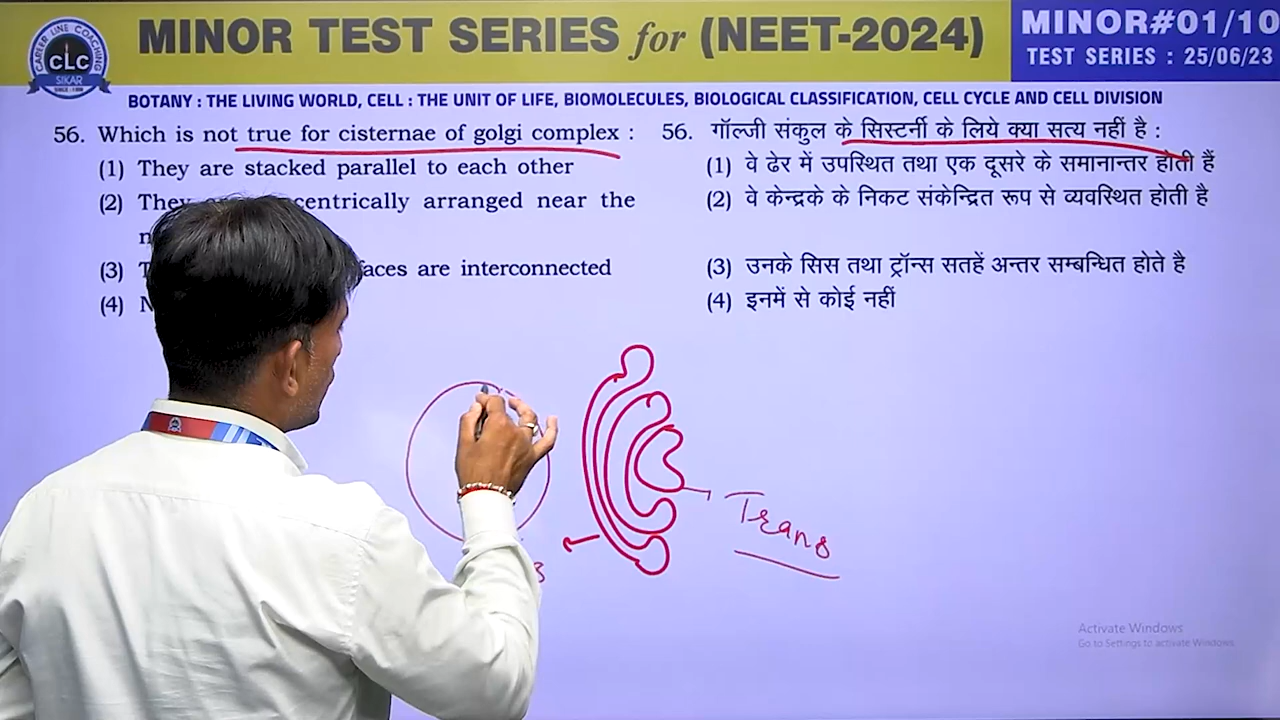 CAREER LINE COACHING
CLC
SIKAR
MINOR TEST SERIES for (NEET-2024)
MINOR#01/10
TEST SERIES : 25/06/23
BOTANY : THE LIVING WORLD, CELL : THE UNIT OF LIFE, BIOMOLECULES, BIOLOGICAL CLASSIFICATION, CELL CYCLE AND CELL DIVISION
56. Which is not true for cisternae of golgi complex :
(1) They are stacked parallel to each other
(2) They centrically arranged near the
(3) faces are interconnected
(4)
56. गॉल्जी संकुल के सिस्टर्नी के लिये क्या सत्य नहीं है :
(1) वे ढेर में उपस्थित तथा एक दूसरे के समानान्तर होती हैं
(2) वे केन्द्रके के निकट संकेन्द्रित रूप से व्यवस्थित होती है
(3) उनके सिस तथा ट्रॉन्स सतहें अन्तर सम्बन्धित होते है
(4) इनमें से कोई नहीं
Trans
Activate Windows
Go to Settings to activate Windows.